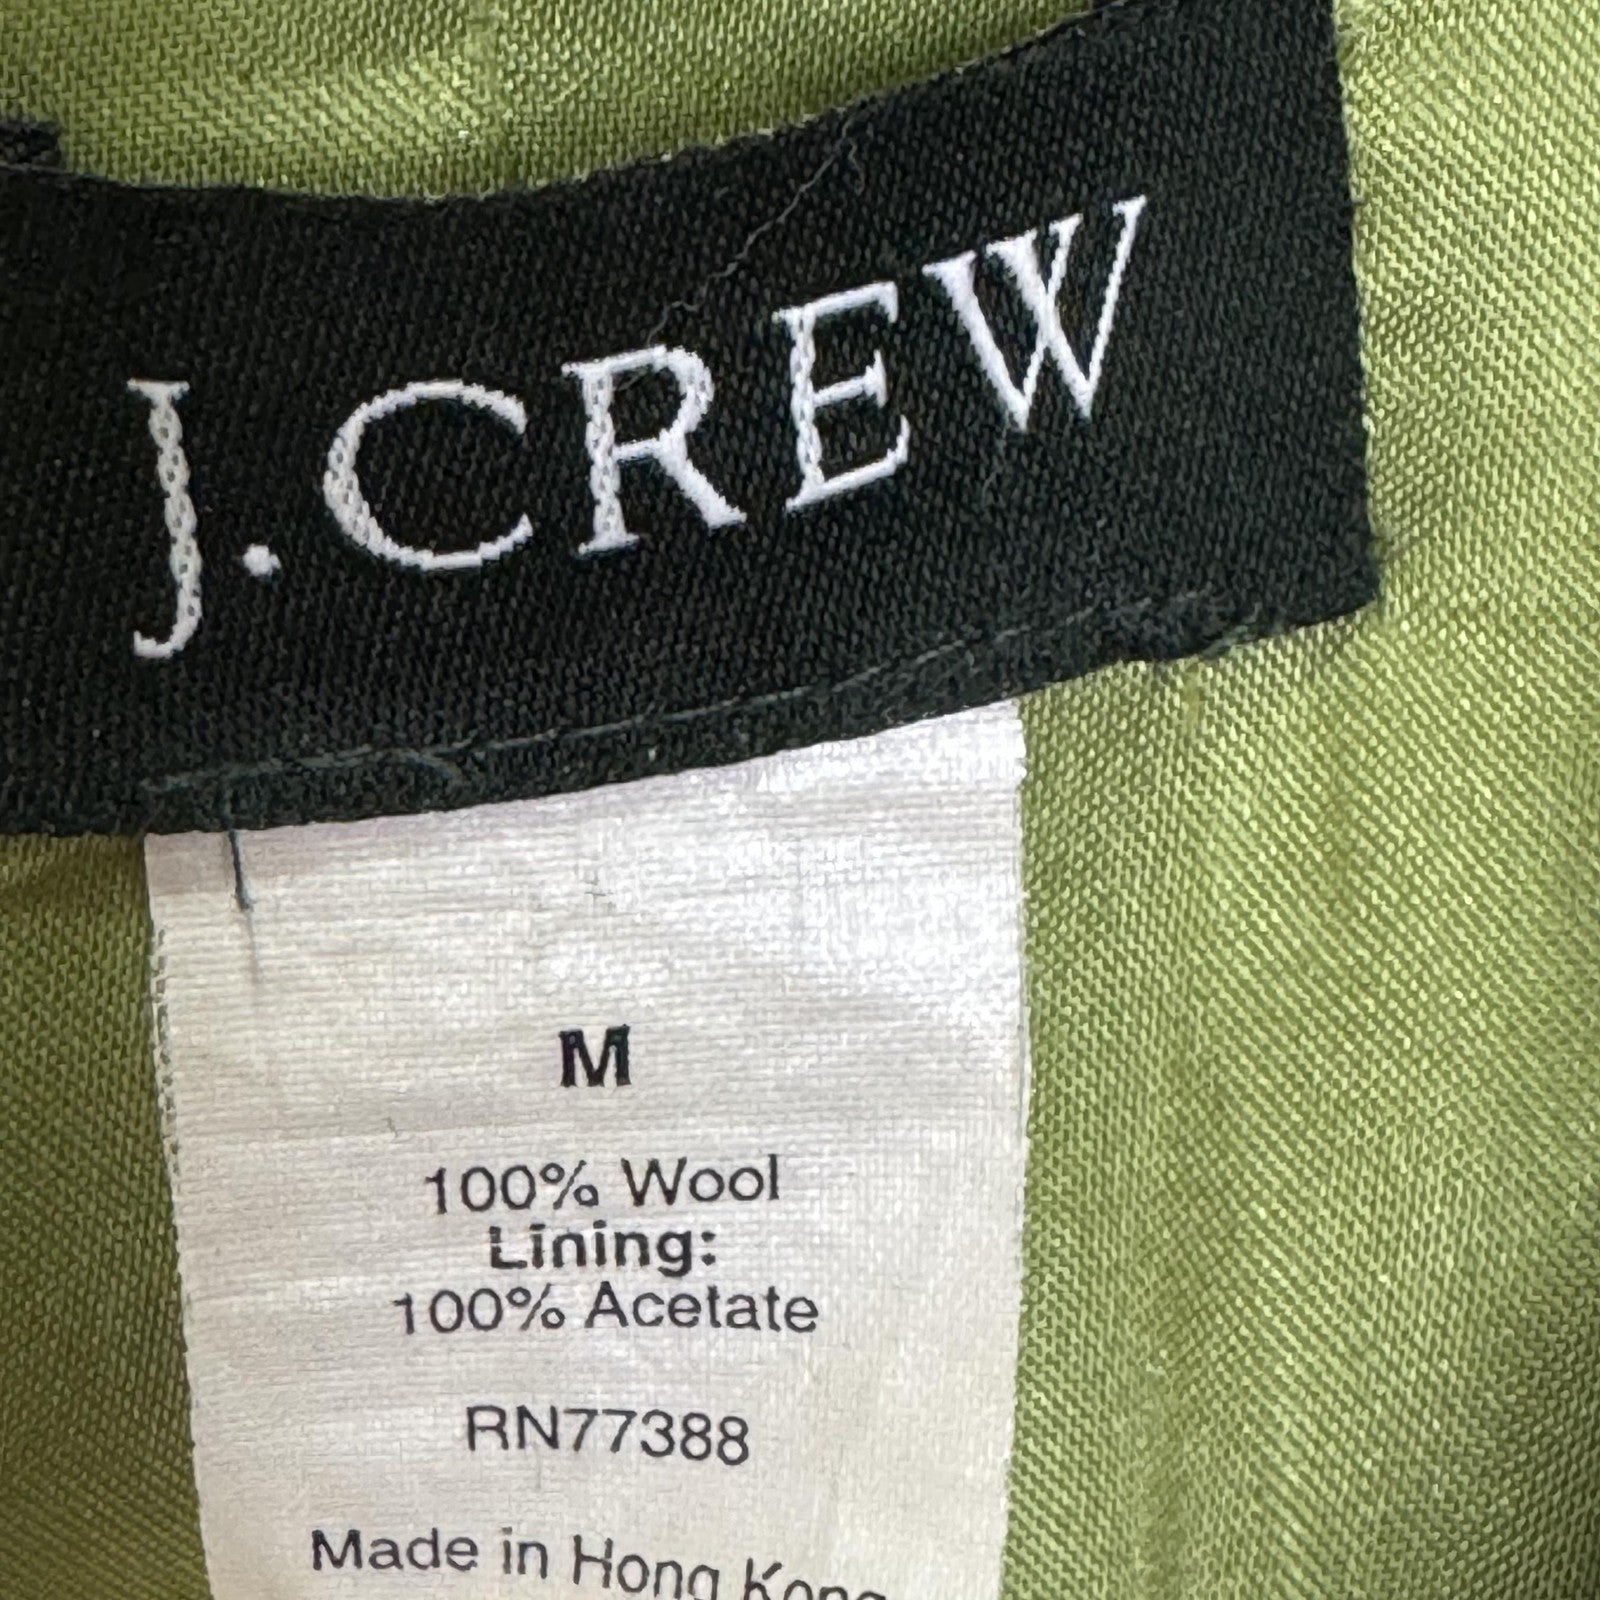 J.CREW
M
100% Wool
Lining:
100% Acetate
RN77388
Made in Hong Kong